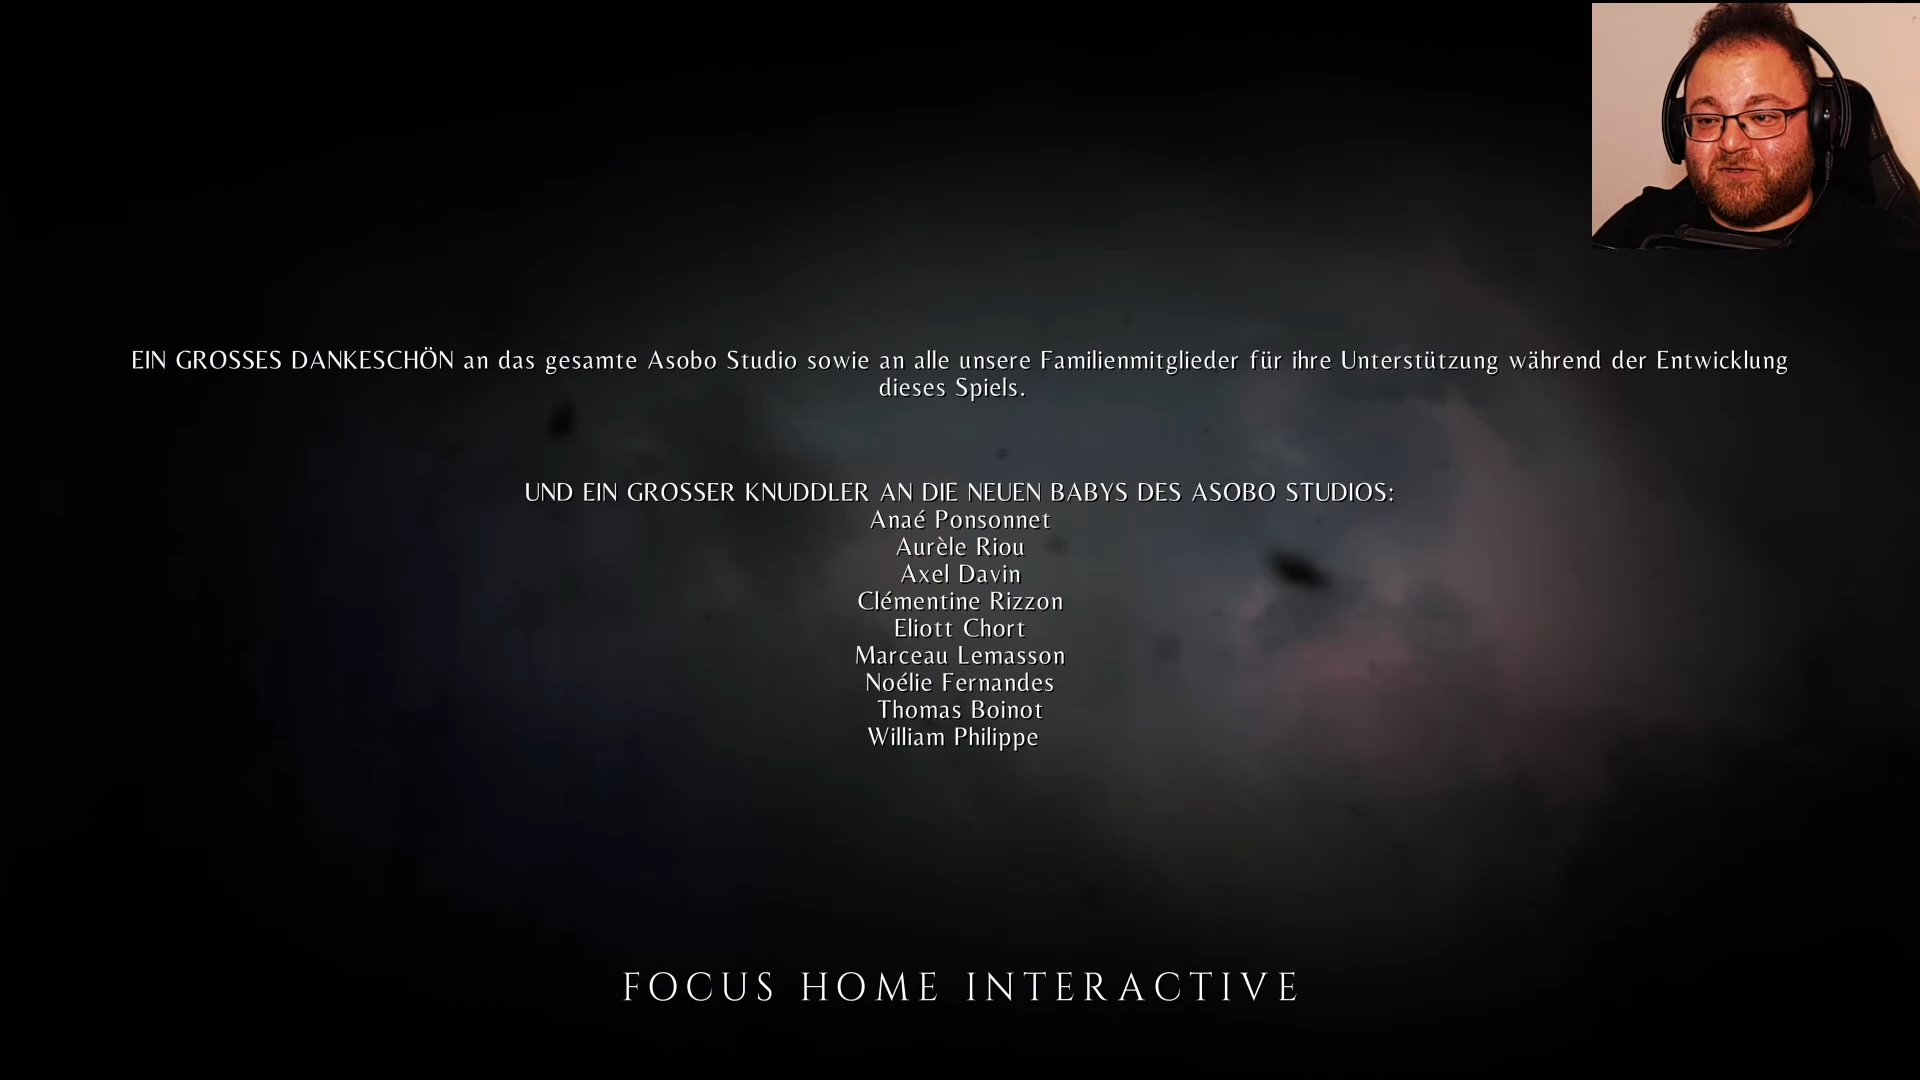 EIN GROSSES DANKESCHÖN an das gesamte Asobo Studio sowie an alle unsere Familienmitglieder für ihre Unterstützung während der Entwicklung
dieses Spiels.
UND EIN GROSSER KNUDDLER AN DIE NEUEN BABYS DES ASOBO STUDIOS:
Anaé Ponsonnet
Aurèle Riou
Axel Davin
Clémentine Rizzon
Eliott Chort
Marceau Lemasson
Noélie Fernandes
Thomas Boinot
William Philippe
FOCUS HOME INTERACTIVE